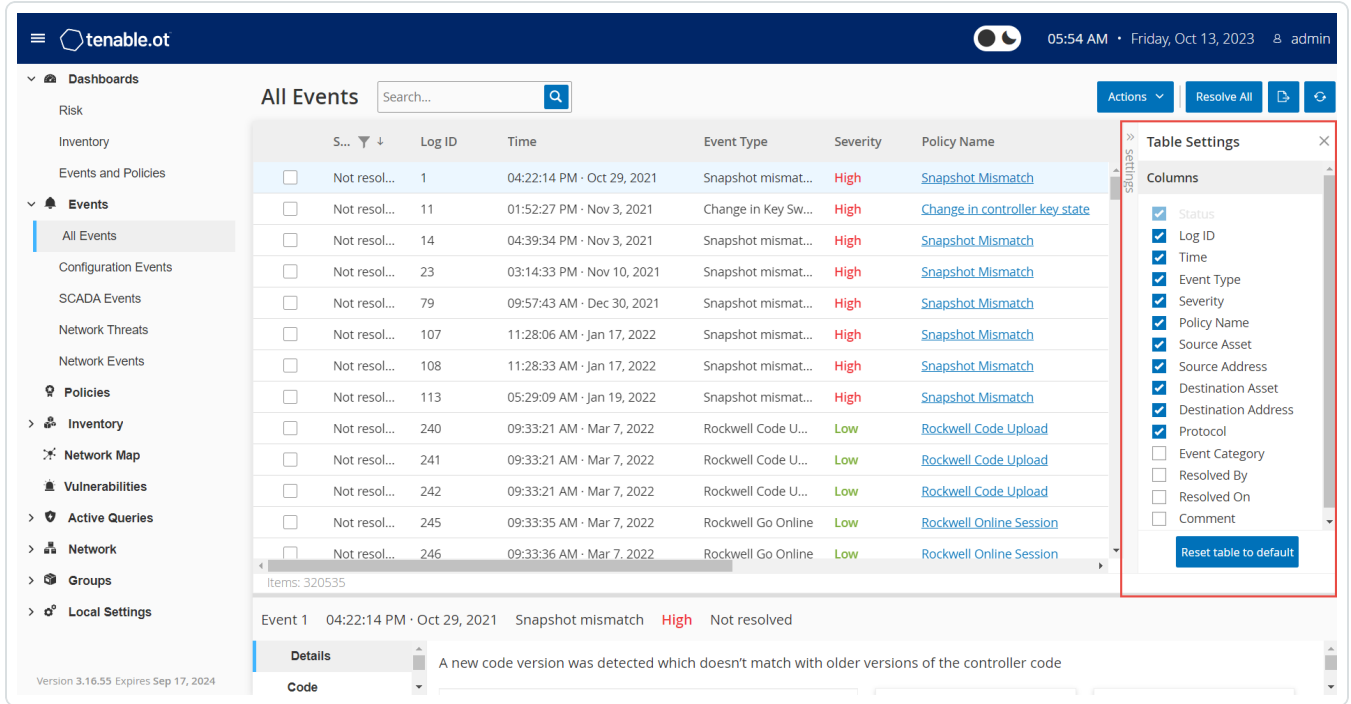 tenable.ot
05:54 AM • Friday, Oct 13, 2023 admin
Dashboards
Risk
Inventory
Events and Policies
Events
All Events
Configuration Events
SCADA Events
Network Threats
Network Events
Policies
Inventory
Network Map
Vulnerabilities
Active Queries
Network
Groups
Local Settings
Version 3.16.55 Expires Sep 17, 2024
All Events Search... Actions Resolve All
S... Log ID Time Event Type Severity Policy Name
Not resol... 1 04:22:14 PM · Oct 29, 2021 Snapshot mismat... High Snapshot Mismatch
Not resol... 11 01:52:27 PM · Nov 3, 2021 Change in Key Sw... High Change in controller key state
Not resol... 14 04:39:34 PM · Nov 3, 2021 Snapshot mismat... High Snapshot Mismatch
Not resol... 23 03:14:33 PM · Nov 10, 2021 Snapshot mismat... High Snapshot Mismatch
Not resol... 79 09:57:43 AM · Dec 30, 2021 Snapshot mismat... High Snapshot Mismatch
Not resol... 107 11:28:06 AM · Jan 17, 2022 Snapshot mismat... High Snapshot Mismatch
Not resol... 108 11:28:33 AM · Jan 17, 2022 Snapshot mismat... High Snapshot Mismatch
Not resol... 113 05:29:09 AM · Jan 19, 2022 Snapshot mismat... High Snapshot Mismatch
Not resol... 240 09:33:21 AM · Mar 7, 2022 Rockwell Code U... Low Rockwell Code Upload
Not resol... 241 09:33:21 AM · Mar 7, 2022 Rockwell Code U... Low Rockwell Code Upload
Not resol... 242 09:33:21 AM · Mar 7, 2022 Rockwell Code U... Low Rockwell Code Upload
Not resol... 245 09:33:35 AM · Mar 7, 2022 Rockwell Go Online Low Rockwell Online Session
Not resol... 246 09:33:36 AM · Mar 7, 2022 Rockwell Go Online Low Rockwell Online Session
Items: 320535
settings
Table Settings
Columns
Status
Log ID
Time
Event Type
Severity
Policy Name
Source Asset
Source Address
Destination Asset
Destination Address
Protocol
Event Category
Resolved By
Resolved On
Comment
Reset table to default
Event 1 04:22:14 PM · Oct 29, 2021 Snapshot mismatch High Not resolved
Details
Code
A new code version was detected which doesn't match with older versions of the controller code